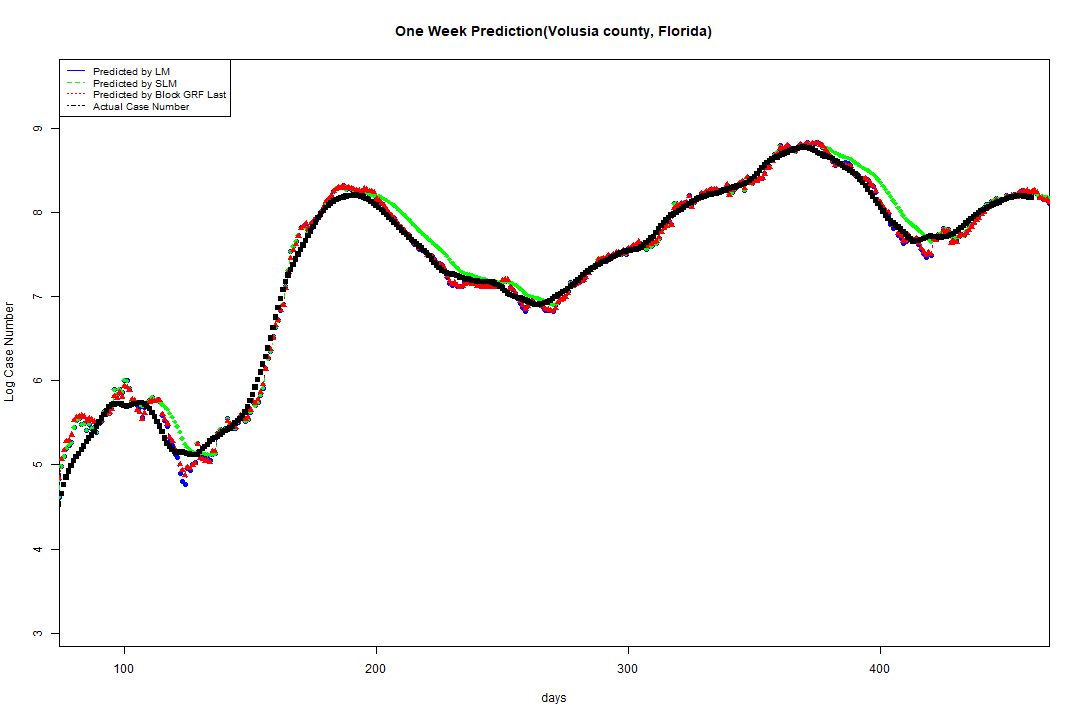 One Week Prediction(Volusia county, Florida)
Predicted by LM
Predicted by SLM
Predicted by Block GRF Last
Actual Case Number
9
8
7
6
5
4
3
Log Case Number
100 200 300 400
days